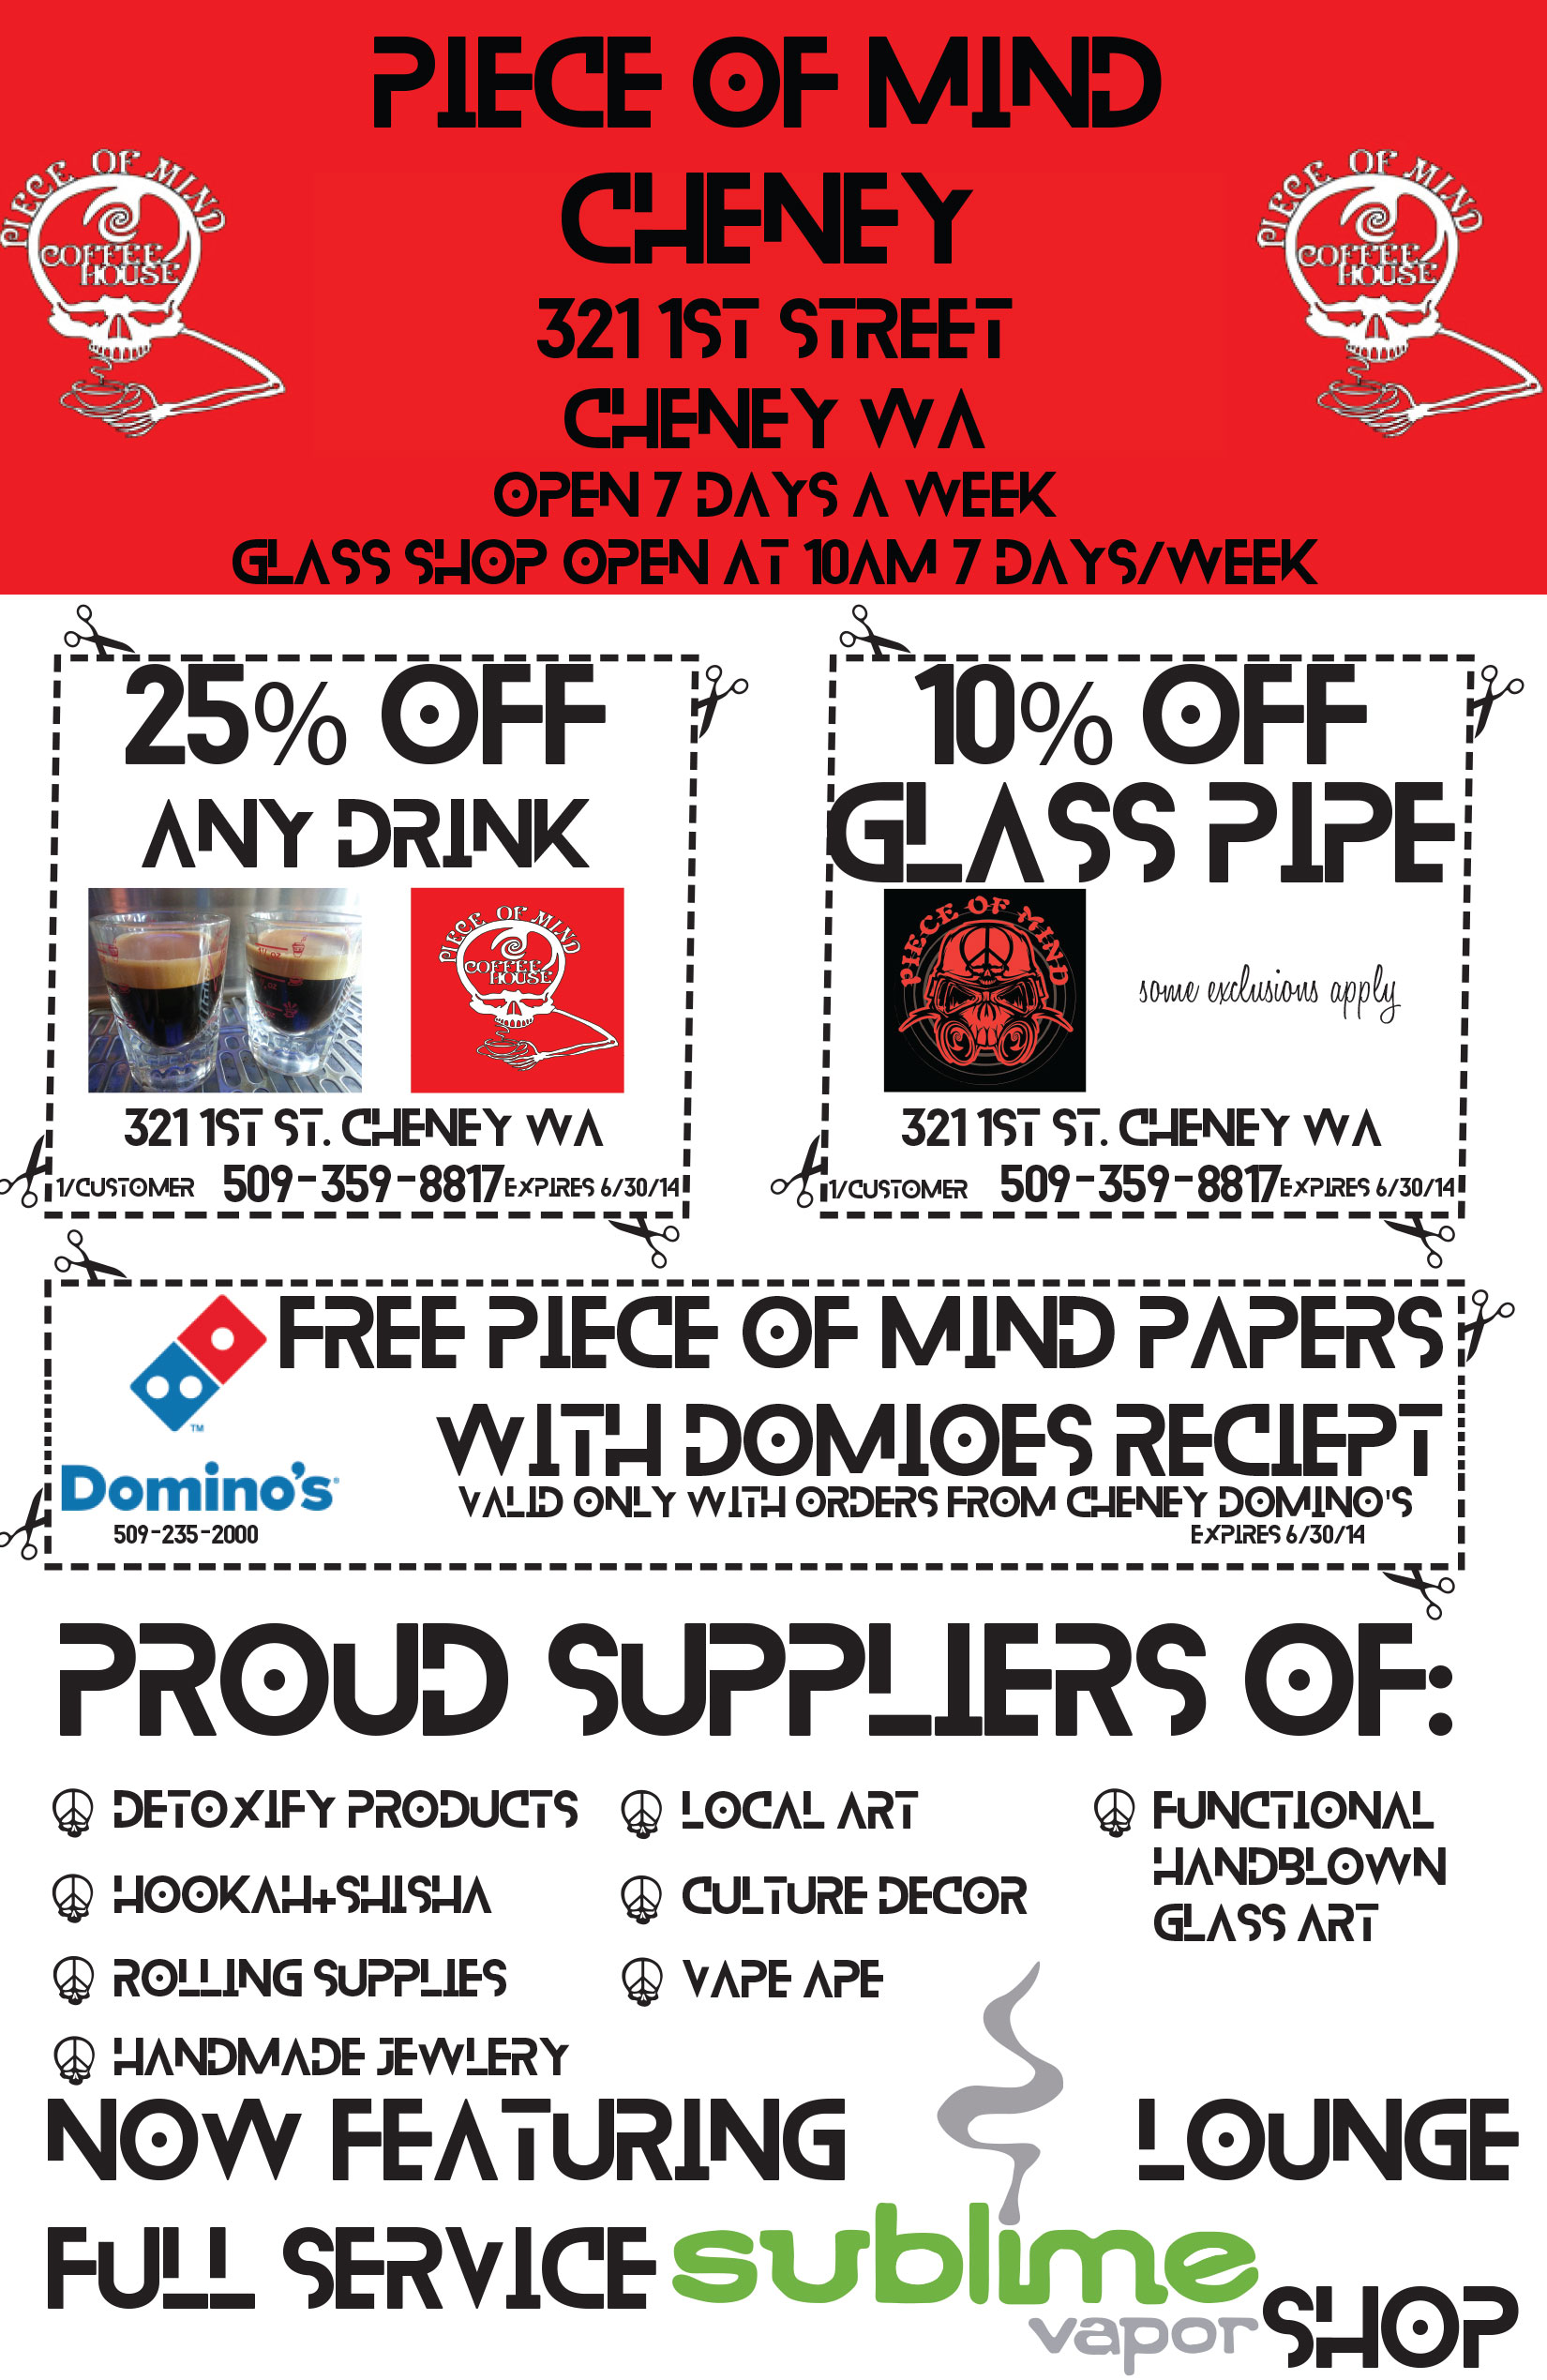 PIECE OF MIND
CHENEY
321 1ST STREET
CHENEY WA
OPEN 7 DAYS A WEEK
GLASS SHOP OPEN AT 10AM 7 DAYS/WEEK
PIECE OF MIND
COFFEE
HOUSE
PIECE OF MIND
COFFEE
HOUSE
25% OFF
ANY DRINK
PIECE OF MIND
COFFEE
HOUSE
321 1ST ST. CHENEY WA
1/CUSTOMER 509-359-8817 EXPIRES 6/30/14
10% OFF
GLASS PIPE
PIECE OF MIND
some exclusions apply
321 1ST ST. CHENEY WA
1/CUSTOMER 509-359-8817 EXPIRES 6/30/14
FREE PIECE OF MIND PAPERS
WITH DOMIOES RECIEPT
VALID ONLY WITH ORDERS FROM CHENEY DOMINO'S
EXPIRES 6/30/14
TM
Domino's®
509-235-2000
PROUD SUPPLIERS OF:
DETOXIFY PRODUCTS
HOOKAH+SHISHA
ROLLING SUPPLIES
HANDMADE JEWLERY
LOCAL ART
CULTURE DECOR
VAPE APE
FUNCTIONAL
HANDBLOWN
GLASS ART
NOW FEATURING LOUNGE
FULL SERVICE sublime
vapor SHOP